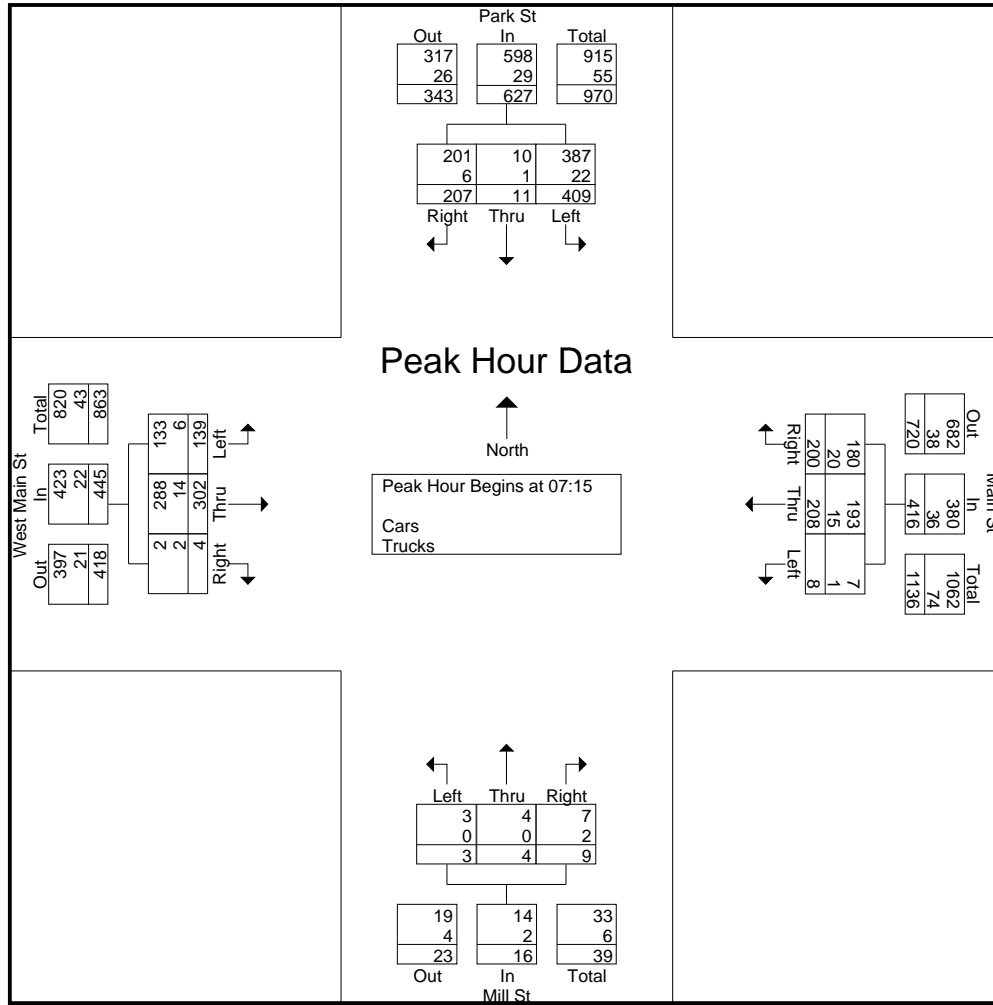 Park St
Out In Total
317 598 915
26 29 55
343 627 970
201 10 387
6 1 22
207 11 409
Right Thru Left
Peak Hour Data
North
Peak Hour Begins at 07:15
Cars
Trucks
West Main St
Total In Out
820 423 397
43 22 21
863 445 418
133 288 2
6 14 2
139 302 4
Left Thru Right
Main St
Out In Total
682 380 1062
38 36 74
720 416 1136
180 193 7
20 15 1
200 208 8
Right Thru Left
Left Thru Right
3 4 7
0 0 2
3 4 9
19 14 33
4 2 6
23 16 39
Out In Total
Mill St